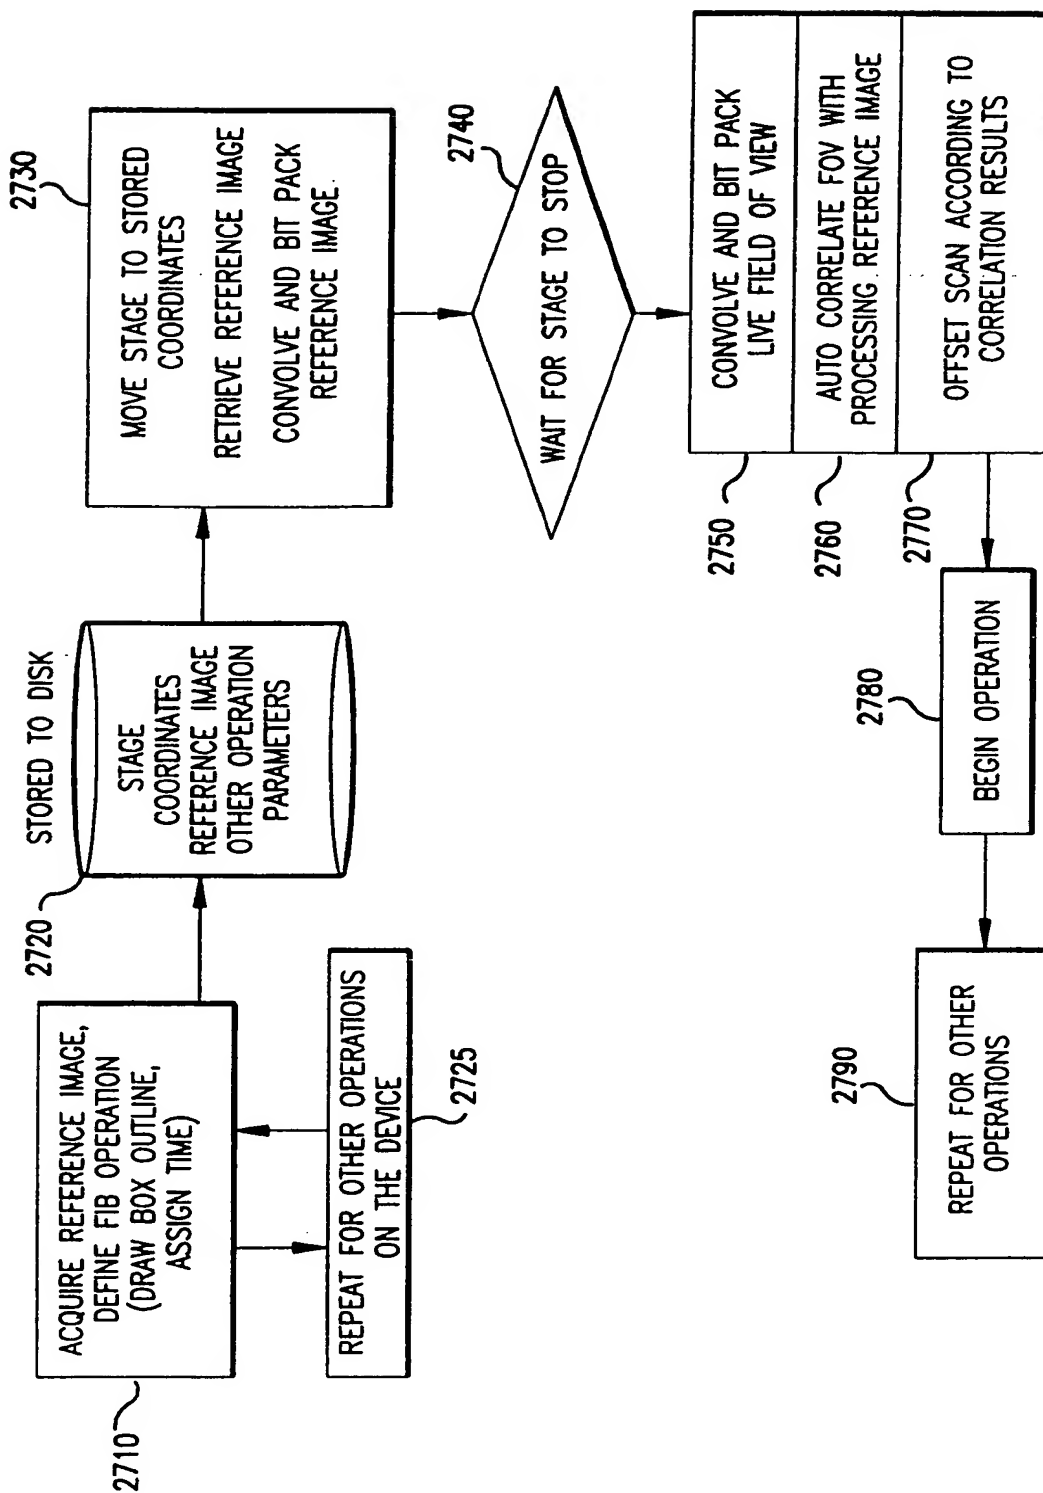 2710
ACQUIRE REFERENCE IMAGE,
DEFINE FIB OPERATION
(DRAW BOX OUTLINE,
ASSIGN TIME)
REPEAT FOR OTHER OPERATIONS
ON THE DEVICE
2725
2720
STORED TO DISK
STAGE
COORDINATES
REFERENCE IMAGE
OTHER OPERATION
PARAMETERS
2730
MOVE STAGE TO STORED
COORDINATES
RETRIEVE REFERENCE IMAGE
CONVOLVE AND BIT PACK
REFERENCE IMAGE.
2740
WAIT FOR STAGE TO STOP
2750
CONVOLVE AND BIT PACK
LIVE FIELD OF VIEW
2760
AUTO CORRELATE FOV WITH
PROCESSING REFERENCE IMAGE
2770
OFFSET SCAN ACCORDING TO
CORRELATION RESULTS
2780
BEGIN OPERATION
2790
REPEAT FOR OTHER
OPERATIONS